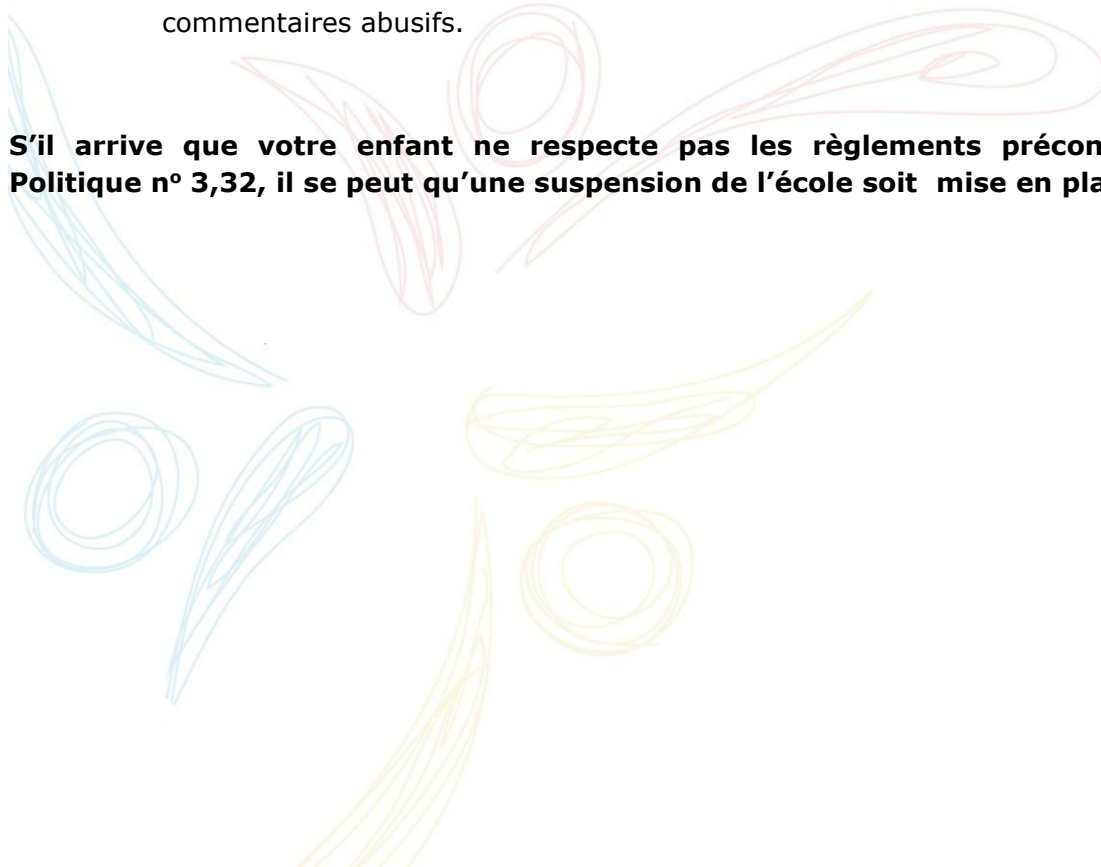 commentaires abusifs.
S’il arrive que votre enfant ne respecte pas les règlements précon
Politique nº 3,32, il se peut qu’une suspension de l’école soit mise en pla